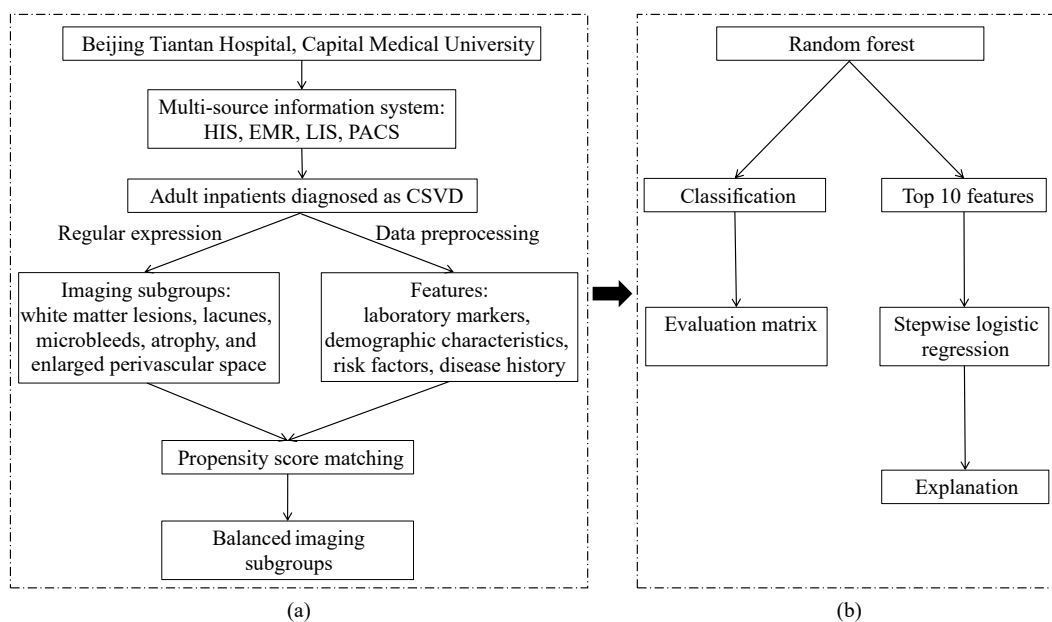 Beijing Tiantan Hospital, Capital Medical University
Multi-source information system:
HIS, EMR, LIS, PACS
Adult inpatients diagnosed as CSVD
Regular expression
Data preprocessing
Imaging subgroups:
white matter lesions, lacunes,
microbleeds, atrophy, and
enlarged perivascular space
Features:
laboratory markers,
demographic characteristics,
risk factors, disease history
Propensity score matching
Balanced imaging
subgroups
(a)
Random forest
Classification
Top 10 features
Evaluation matrix
Stepwise logistic
regression
Explanation
(b)